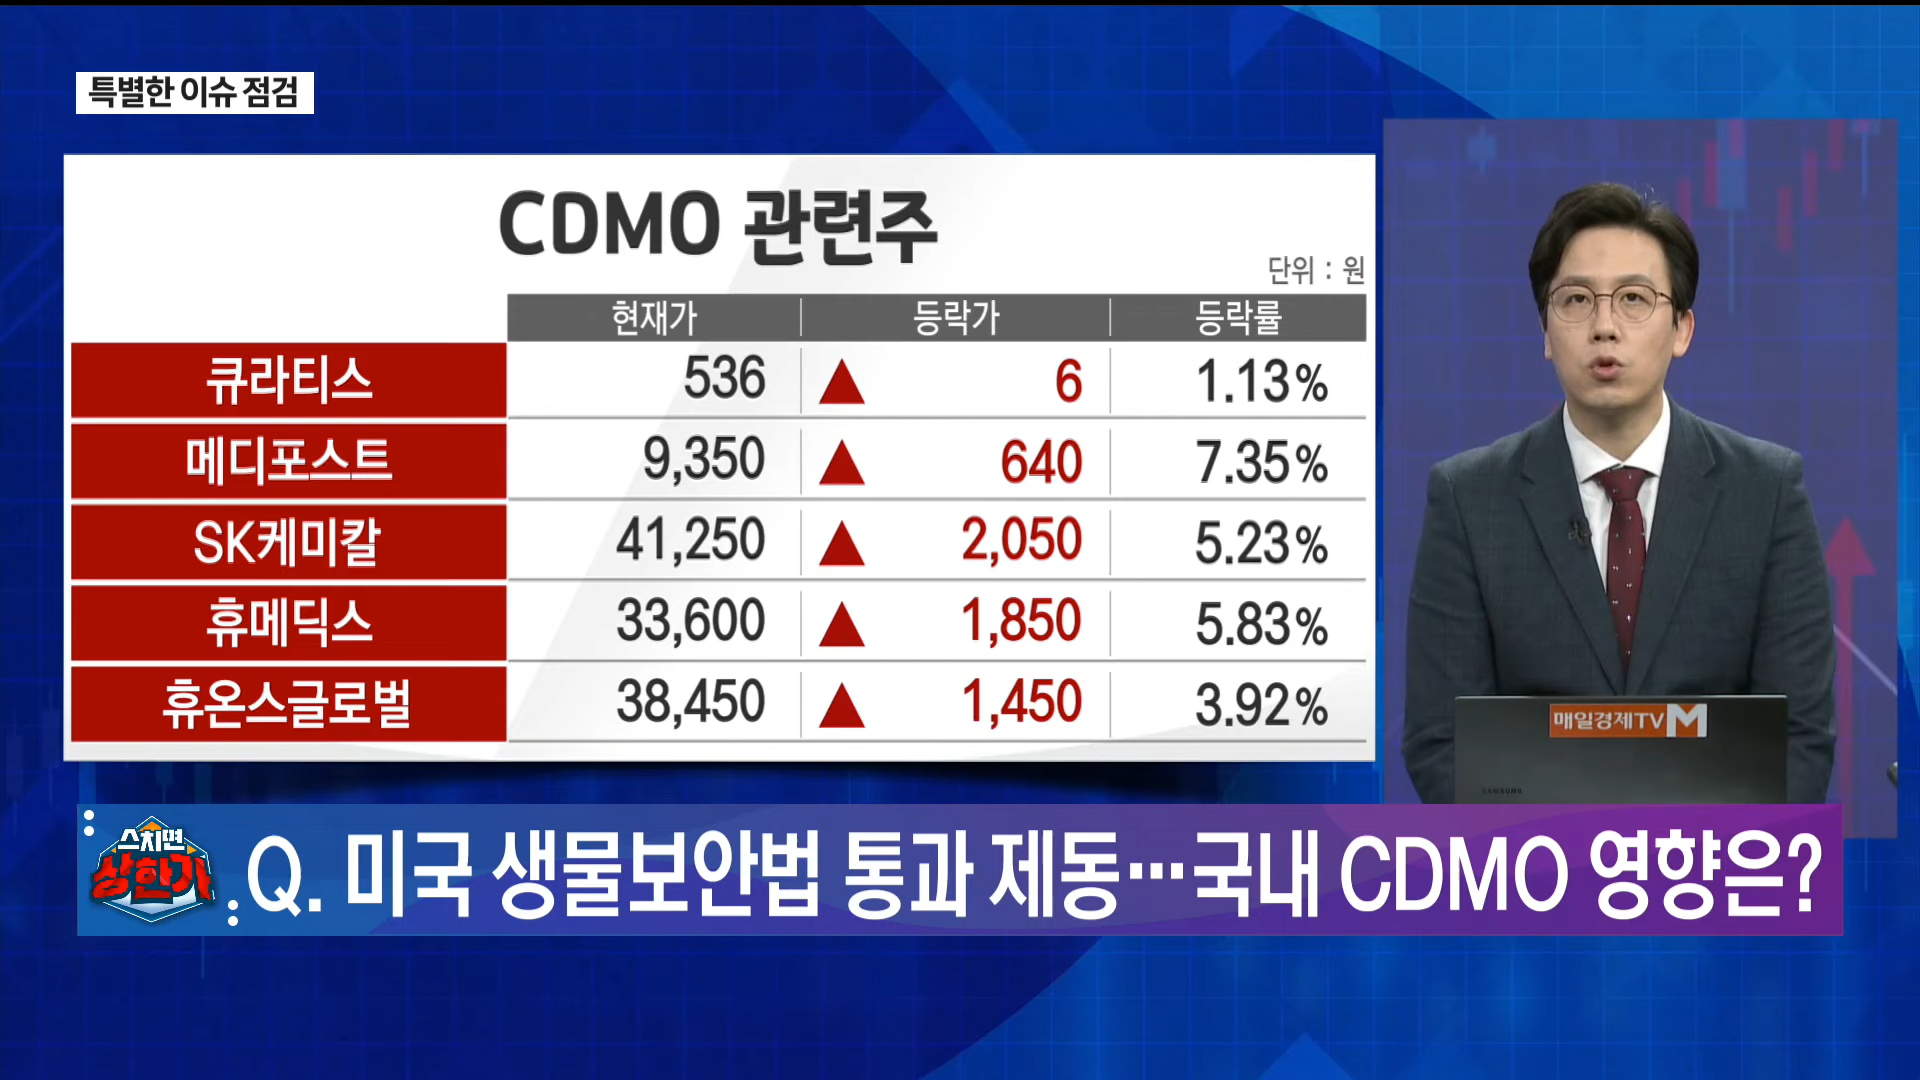 특별한 이슈 점검
CDMO 관련주
단위 : 원
현재가 등락가 등락률
큐라티스 536 ▲ 6 1.13%
메디포스트 9,350 ▲ 640 7.35%
SK케미칼 41,250 ▲ 2,050 5.23%
휴메딕스 33,600 ▲ 1,850 5.83%
휴온스글로벌 38,450 ▲ 1,450 3.92%
매일경제TV M
SAMSUNG
스치면
상한가
Q. 미국 생물보안법 통과 제동…국내 CDMO 영향은?